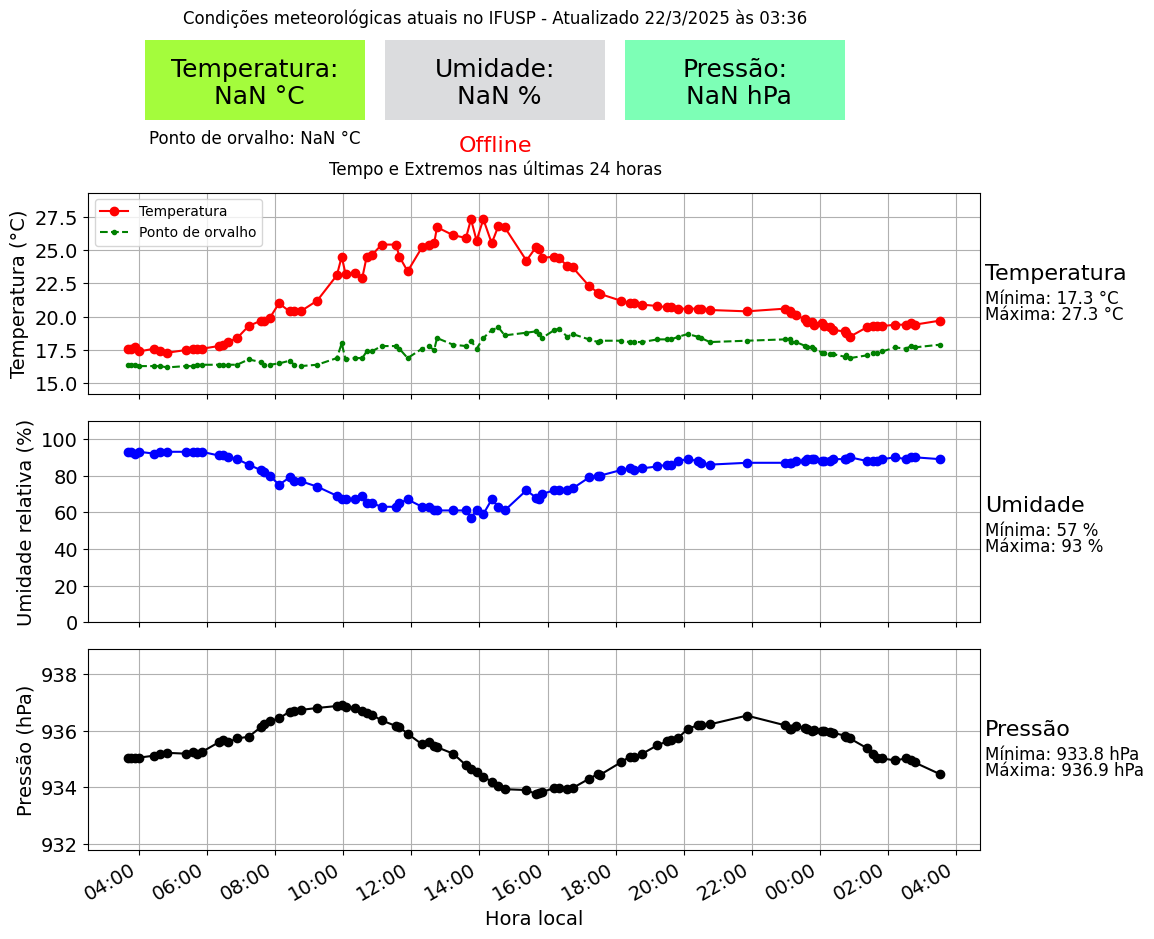 Condições meteorológicas atuais no IFUSP - Atualizado 22/3/2025 às 03:36
Temperatura:
NaN °C
Umidade:
NaN %
Pressão:
NaN hPa
Ponto de orvalho: NaN °C
Offline
Tempo e Extremos nas últimas 24 horas
Temperatura (°C)
27.5
25.0
22.5
20.0
17.5
15.0
Temperatura
Ponto de orvalho
Temperatura
Mínima: 17.3 °C
Máxima: 27.3 °C
Umidade relativa (%)
100
80
60
40
20
0
Umidade
Mínima: 57 %
Máxima: 93 %
Pressão (hPa)
938
936
934
932
Pressão
Mínima: 933.8 hPa
Máxima: 936.9 hPa
04:00 06:00 08:00 10:00 12:00 14:00 16:00 18:00 20:00 22:00 00:00 02:00 04:00
Hora local